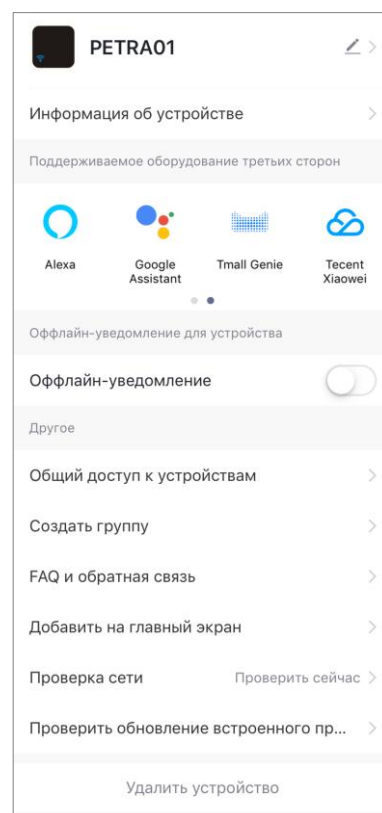 PETRA01
Информация об устройстве
Поддерживаемое оборудование третьих сторон
Alexa
Google
Assistant
Tmall Genie
Tecent
Xiaowei
Оффлайн-уведомление для устройства
Оффлайн-уведомление
Другое
Общий доступ к устройствам
Создать группу
FAQ и обратная связь
Добавить на главный экран
Проверка сети Проверить сейчас
Проверить обновление встроенного пр...
Удалить устройство